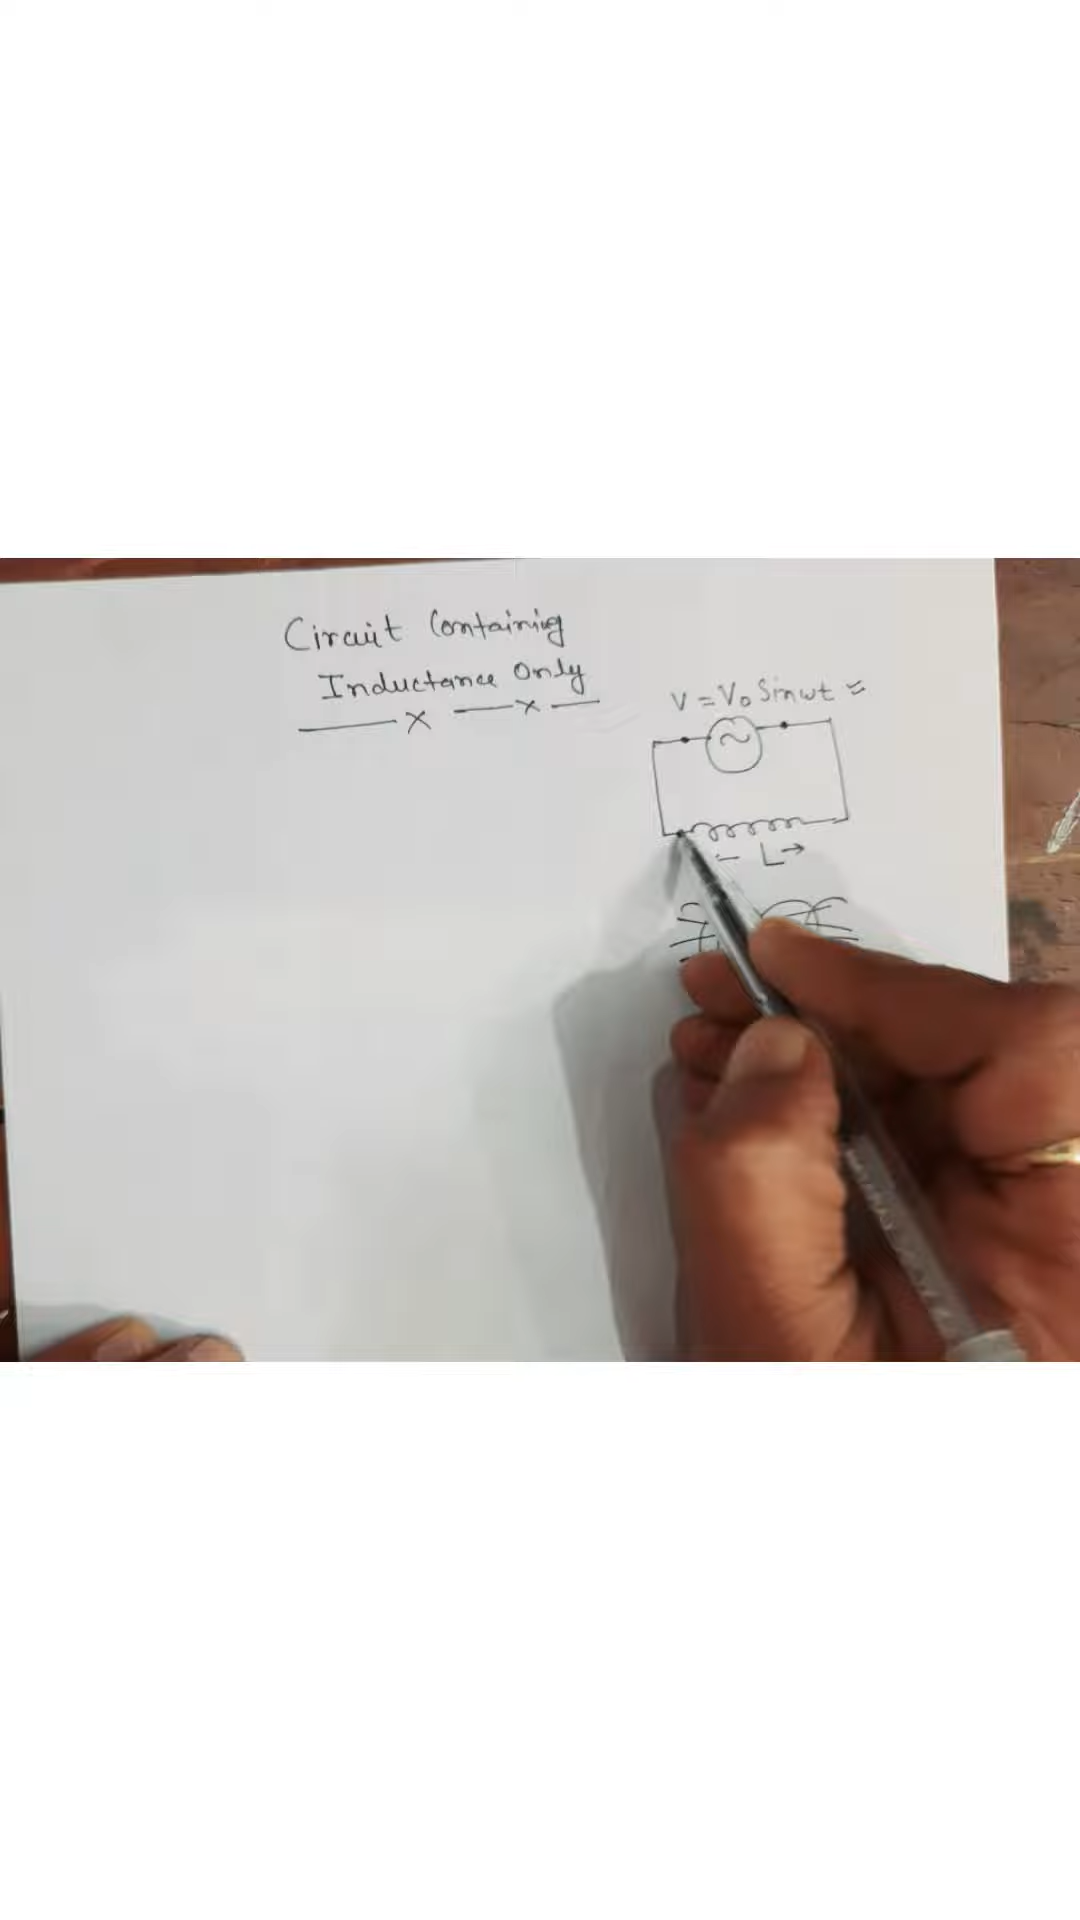 Circuit Containing
Inductance Only
V = V₀ Sinωt =
L